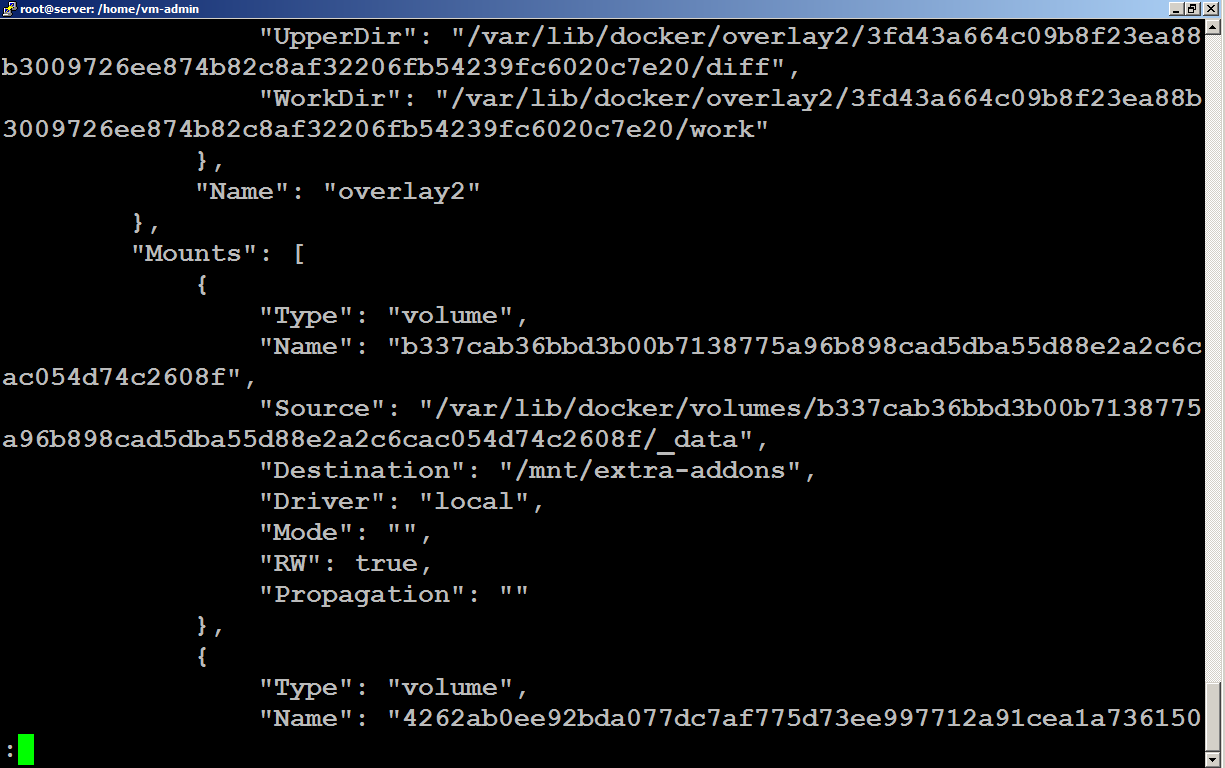 root@server: /home/vm-admin
"UpperDir": "/var/lib/docker/overlay2/3fd43a664c09b8f23ea88
b3009726ee874b82c8af32206fb54239fc6020c7e20/diff",
"WorkDir": "/var/lib/docker/overlay2/3fd43a664c09b8f23ea88b
3009726ee874b82c8af32206fb54239fc6020c7e20/work"
},
"Name": "overlay2"
},
"Mounts": [
{
"Type": "volume",
"Name": "b337cab36bbd3b00b7138775a96b898cad5dba55d88e2a2c6c
ac054d74c2608f",
"Source": "/var/lib/docker/volumes/b337cab36bbd3b00b7138775
a96b898cad5dba55d88e2a2c6cac054d74c2608f/_data",
"Destination": "/mnt/extra-addons",
"Driver": "local",
"Mode": "",
"RW": true,
"Propagation": ""
},
{
"Type": "volume",
"Name": "4262ab0ee92bda077dc7af775d73ee997712a91cea1a736150
: